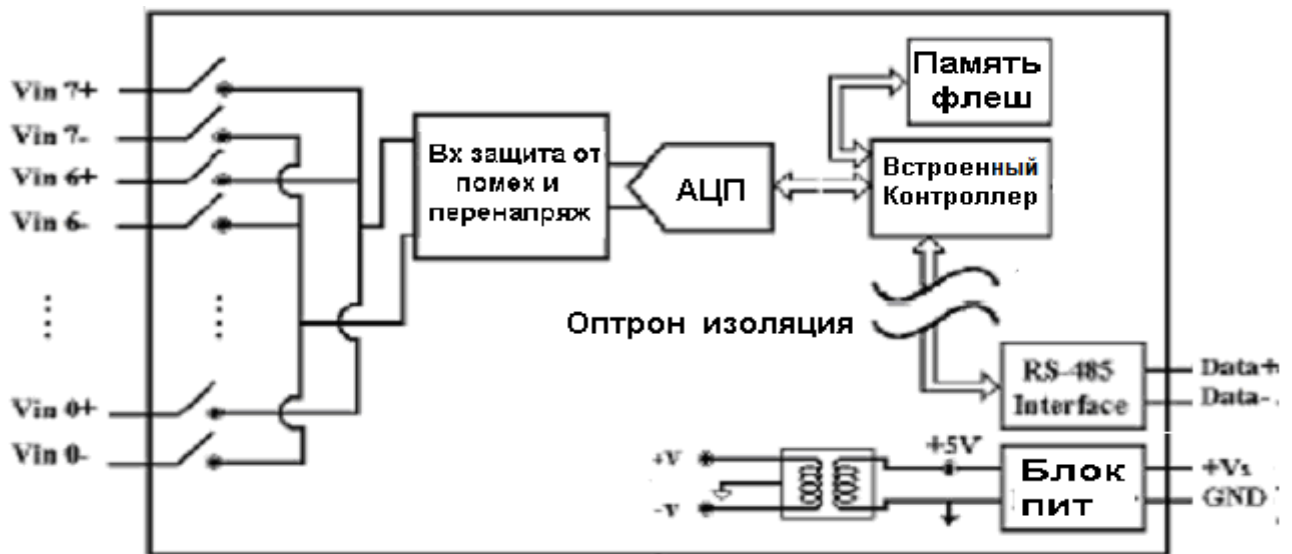 Vin 7+
Vin 7-
Vin 6+
Vin 6-
Vin 0+
Vin 0-
Вх защита от
помех и
перенапряж
АЦП
Память
флеш
Встроенный
Контроллер
Оптрон изоляция
RS-485
Interface
Data+
Data-
+V
-v
+5V
Блок
пит
+Vs
GND